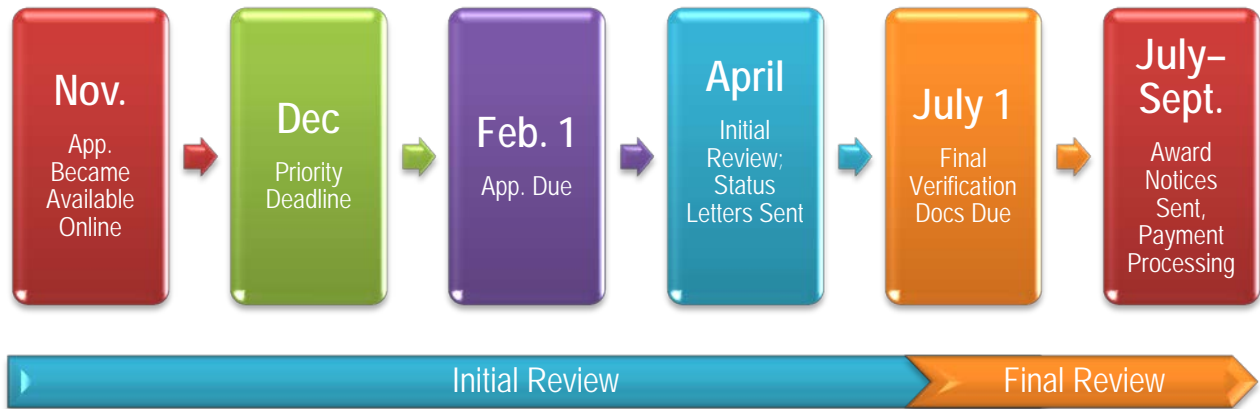 Nov.
App.
Became
Available
Online
Dec
Priority
Deadline
Feb. 1
App. Due
April
Initial
Review;
Status
Letters Sent
July 1
Final
Verification
Docs Due
July–
Sept.
Award
Notices
Sent,
Payment
Processing
Initial Review
Final Review